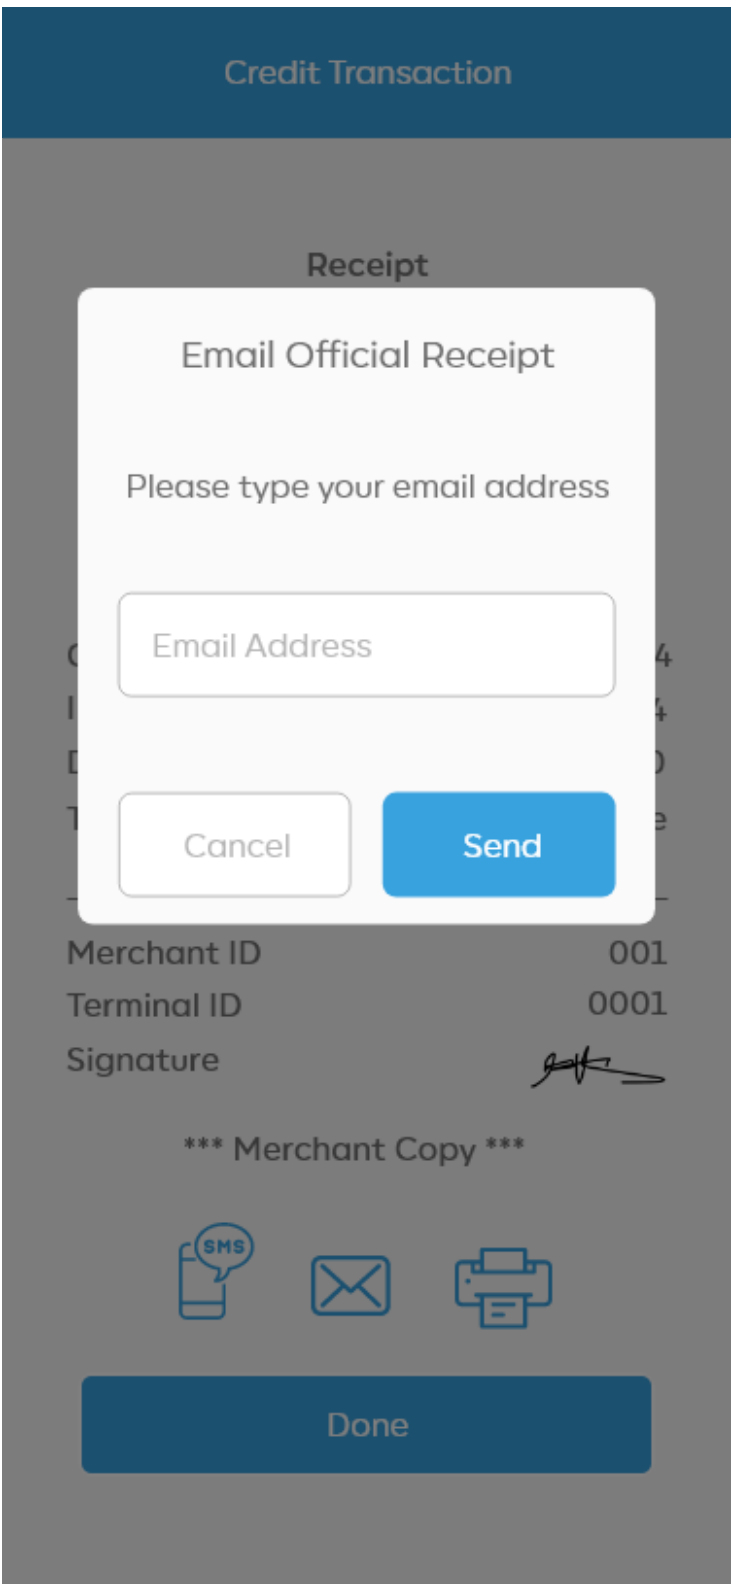 Credit Transaction
Receipt
Email Official Receipt
Please type your email address
Email Address
Cancel Send
Merchant ID 001
Terminal ID 0001
Signature
*** Merchant Copy ***
SMS
Done